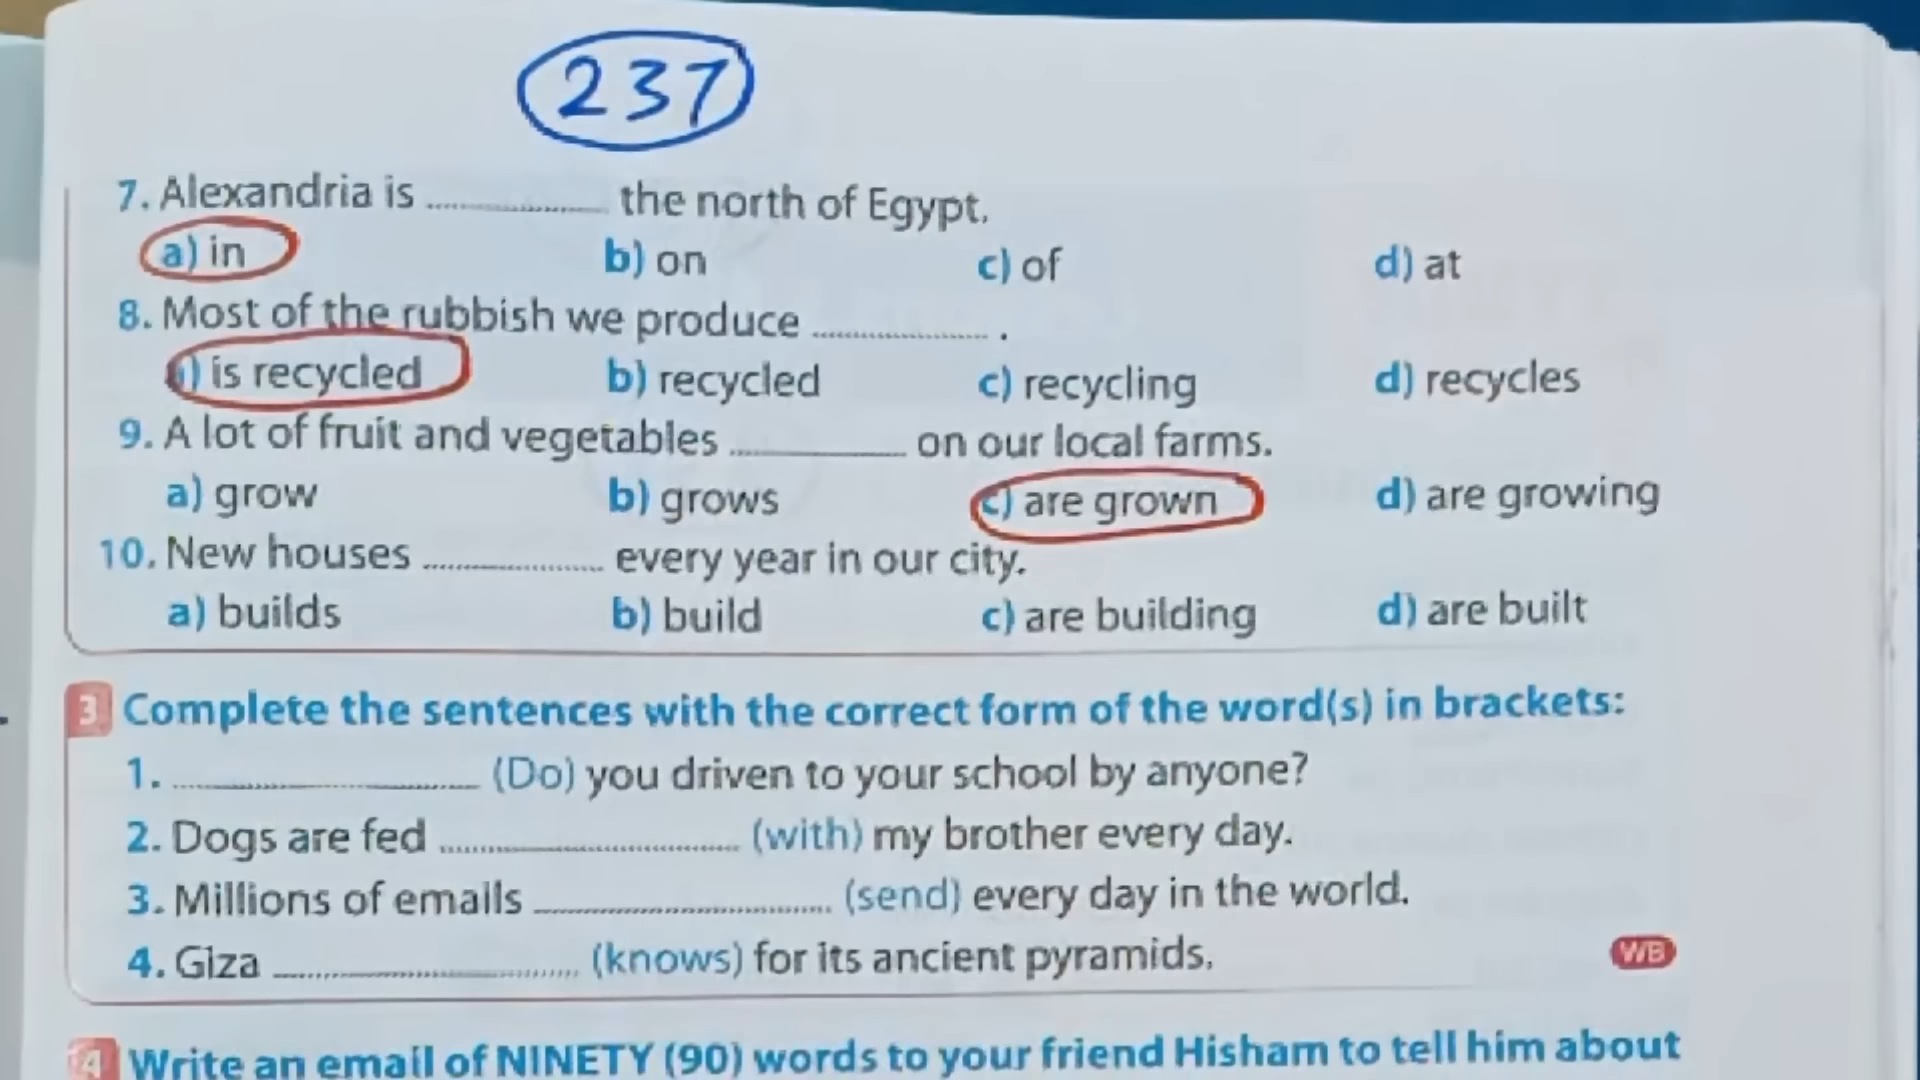 237
7. Alexandria is .................. the north of Egypt.
a) in b) on c) of d) at
8. Most of the rubbish we produce .................. .
a) is recycled b) recycled c) recycling d) recycles
9. A lot of fruit and vegetables .................. on our local farms.
a) grow b) grows c) are grown d) are growing
10. New houses .................. every year in our city.
a) builds b) build c) are building d) are built
3 Complete the sentences with the correct form of the word(s) in brackets:
1. .............................. (Do) you driven to your school by anyone?
2. Dogs are fed .............................. (with) my brother every day.
3. Millions of emails .............................. (send) every day in the world.
4. Giza .............................. (knows) for its ancient pyramids.
WB
4 Write an email of NINETY (90) words to your friend Hisham to tell him about